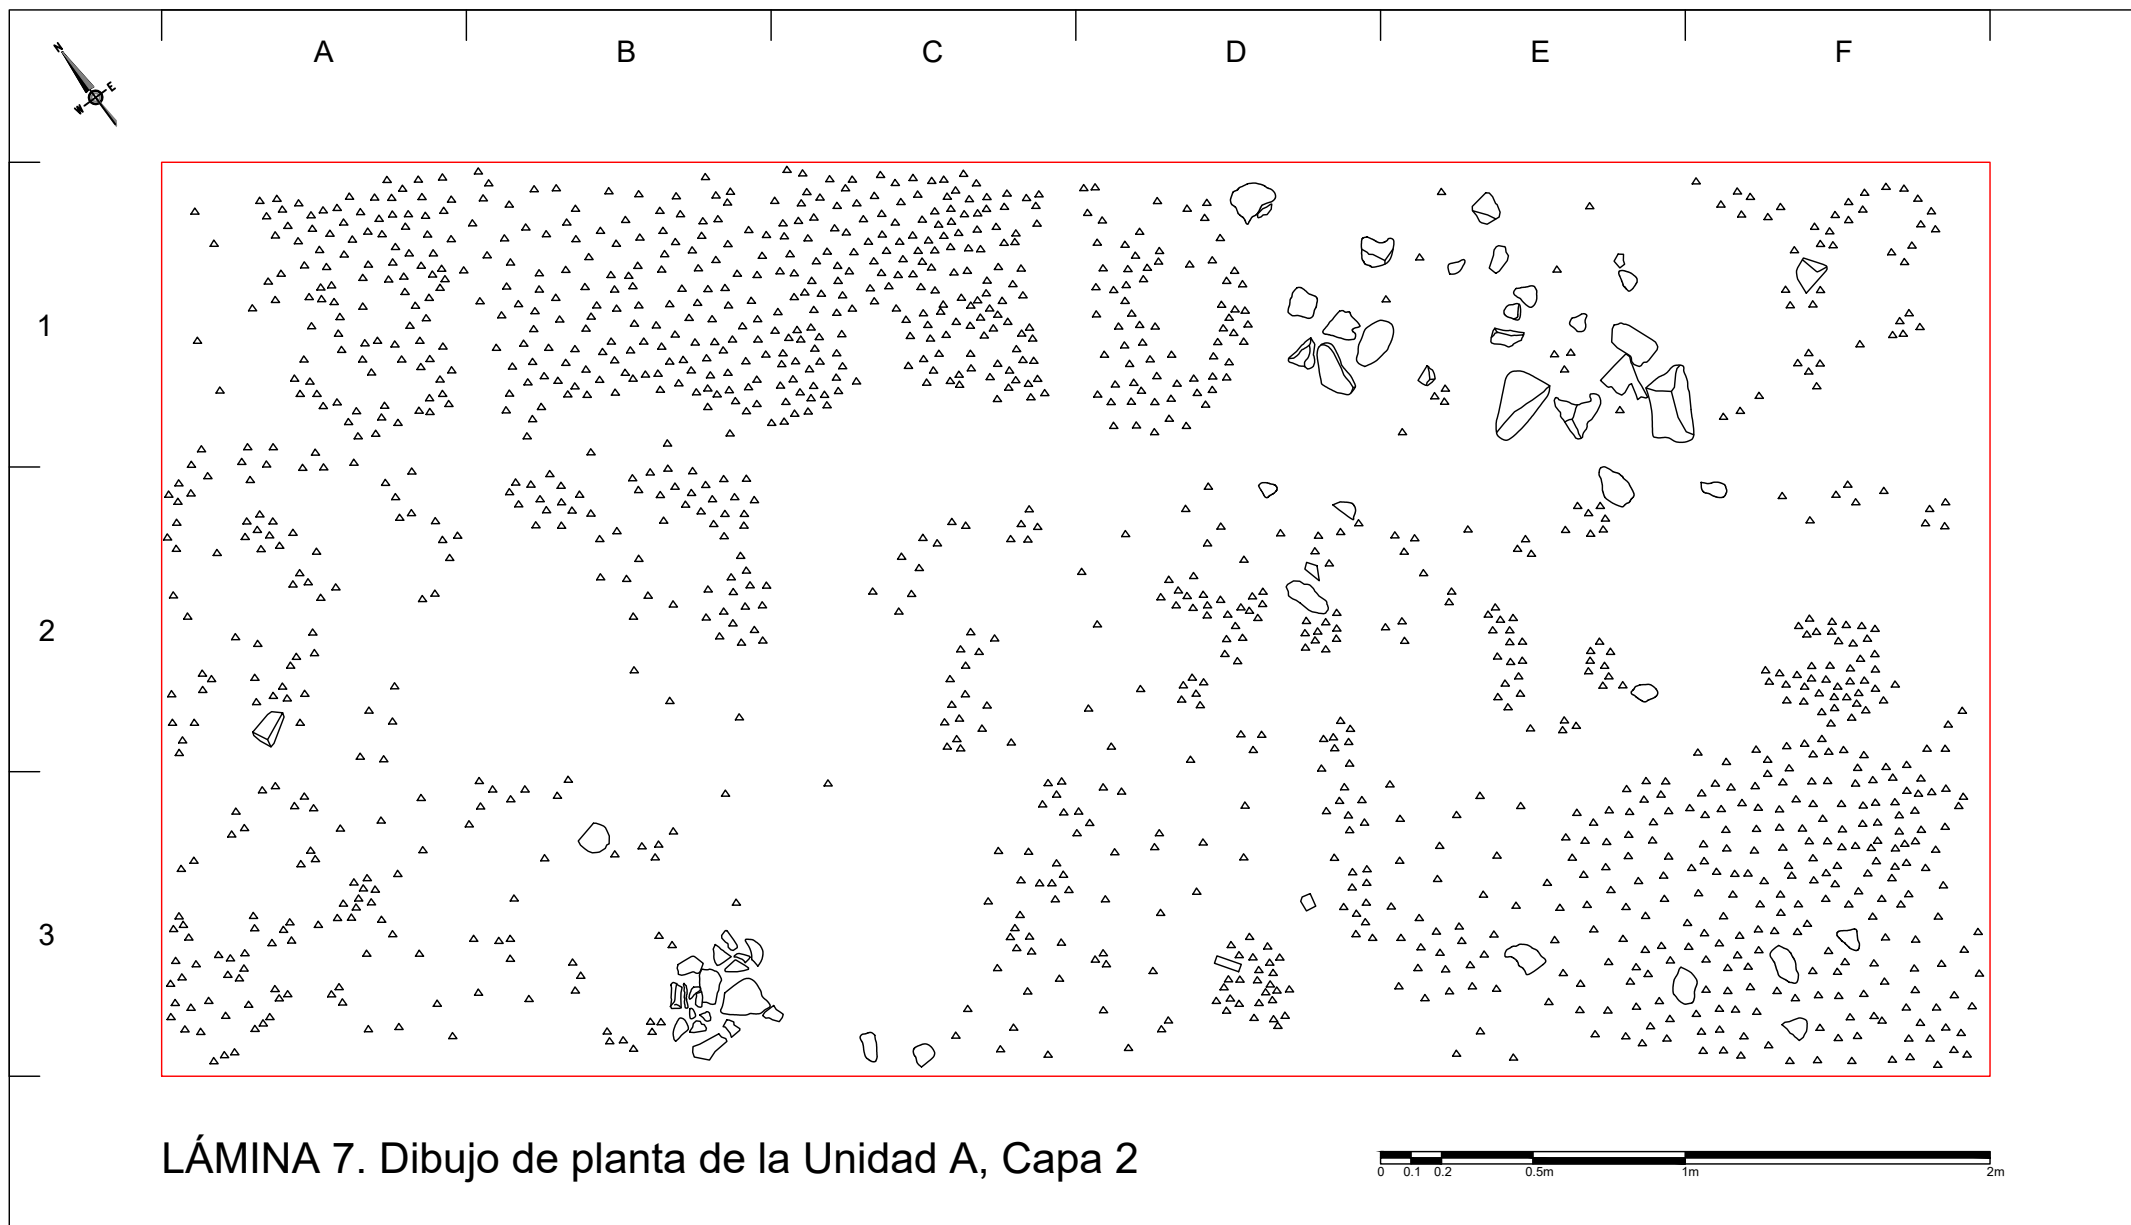 A B C D E F
N
E
W
1
2
3
LÁMINA 7. Dibujo de planta de la Unidad A, Capa 2
0 0.1 0.2 0.5m 1m 2m